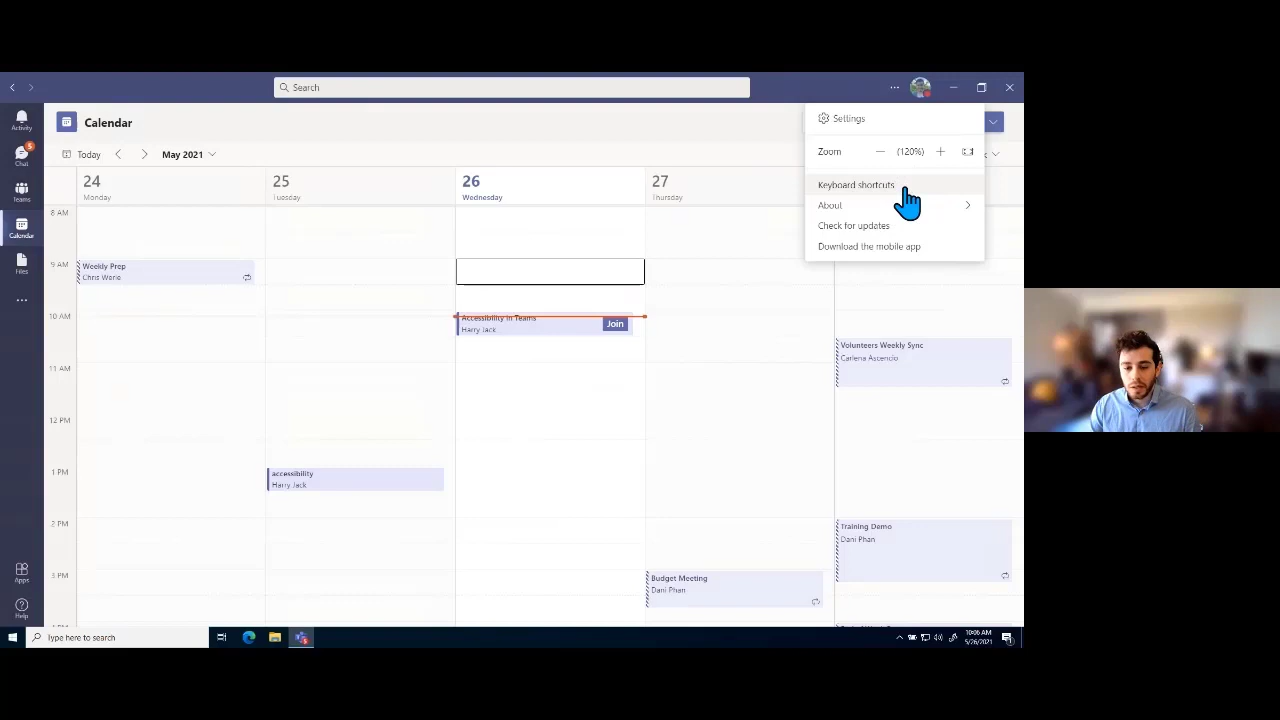 Search
Activity
5
Chat
Teams
Calendar
Files
Apps
Help
Calendar
Today
May 2021
Settings
Zoom
(120%)
Keyboard shortcuts
About
Check for updates
Download the mobile app
24
Monday
25
Tuesday
26
Wednesday
27
Thursday
k
8 AM
9 AM
10 AM
11 AM
12 PM
1 PM
2 PM
3 PM
Weekly Prep
Chris Werle
Accessibility in Teams
Harry Jack
Join
Volunteers Weekly Sync
Carlena Ascencio
accessibility
Harry Jack
Training Demo
Dani Phan
Budget Meeting
Dani Phan
Type here to search
10:06 AM
5/26/2021